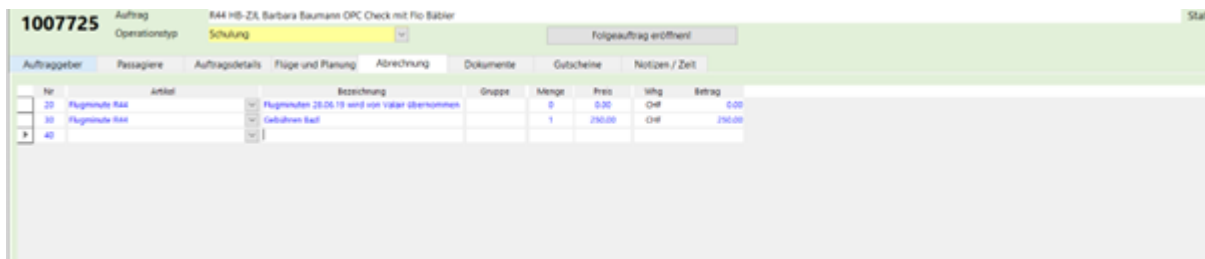 1007725
Auftrag R44 HB-ZJI, Barbara Baumann OPC Check mit Flo Bäbler
Operationstyp Schulung Folgeauftrag eröffnen!
Auftraggeber Passagiere Auftragsdetails Flüge und Planung Abrechnung Dokumente Gutscheine Notizen / Zeit
Nr Artikel Bezeichnung Gruppe Menge Preis Whg Betrag
20 Flugminute R44 Flugminuten 28.06.19 wird von Valair übernommen 0 0.00 CHF 0.00
30 Flugminute R44 Gebühren Bazl 1 250.00 CHF 250.00
40